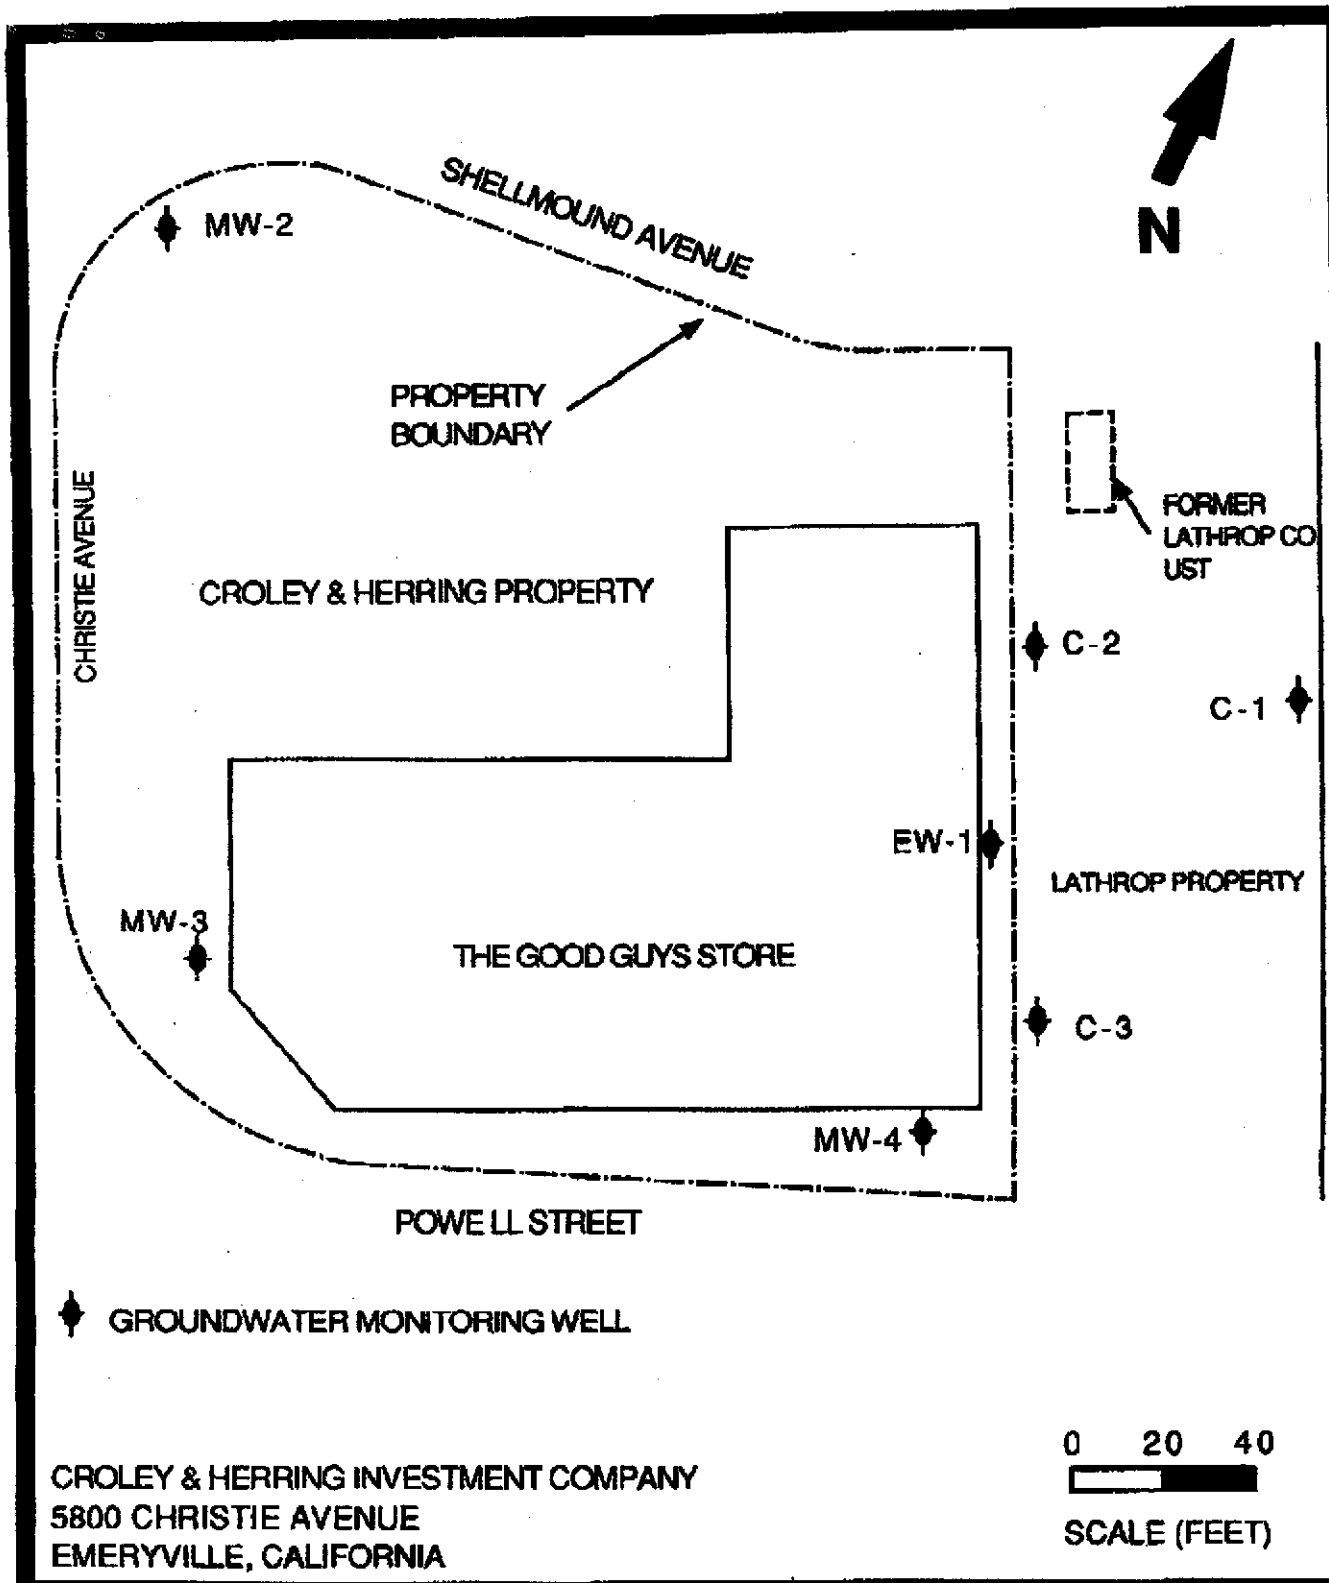 SHELLMOUND AVENUE
N
MW-2
PROPERTY
BOUNDARY
CHRISTIE AVENUE
FORMER
LATHROP CO
UST
CROLEY & HERRING PROPERTY
C-2
C-1
EW-1
LATHROP PROPERTY
MW-3
THE GOOD GUYS STORE
C-3
MW-4
POWELL STREET
GROUNDWATER MONITORING WELL
0 20 40
SCALE (FEET)
CROLEY & HERRING INVESTMENT COMPANY
5800 CHRISTIE AVENUE
EMERYVILLE, CALIFORNIA